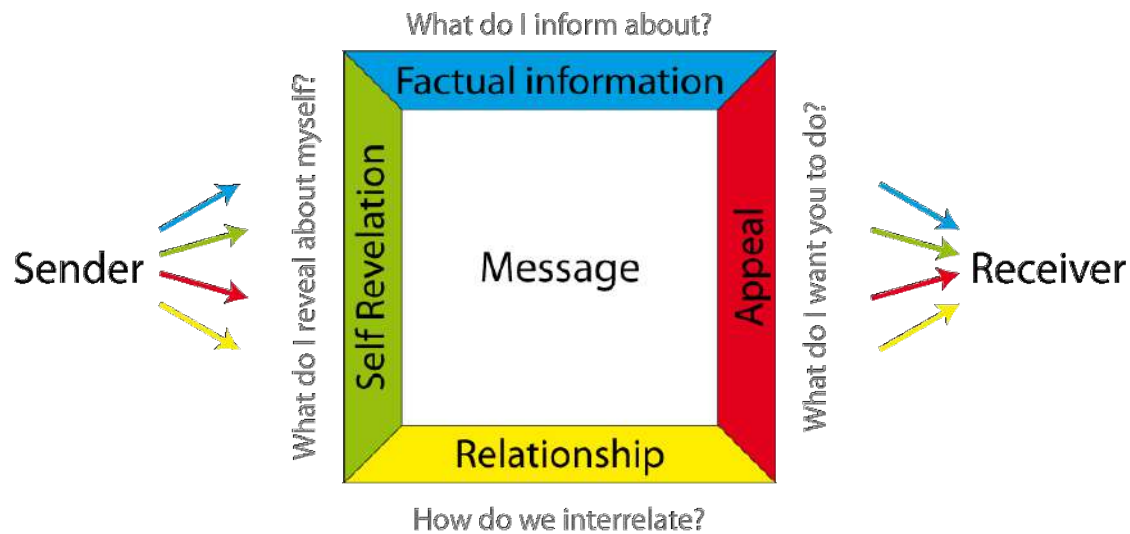 What do I inform about?
Factual information
Sender
What do I reveal about myself?
Self Revelation
Message
Appeal
What do I want you to do?
Receiver
Relationship
How do we interrelate?